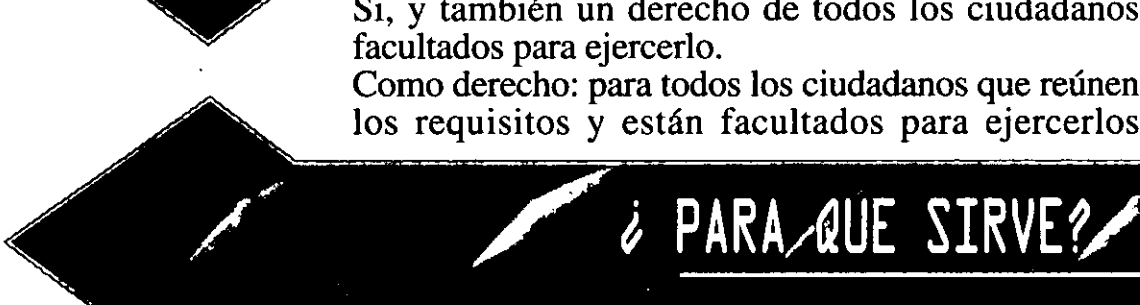 Sí, y también un derecho de todos los ciudadanos
facultados para ejercerlo.
Como derecho: para todos los ciudadanos que reúnen
los requisitos y están facultados para ejercerlos
¿ PARA QUE SIRVE?